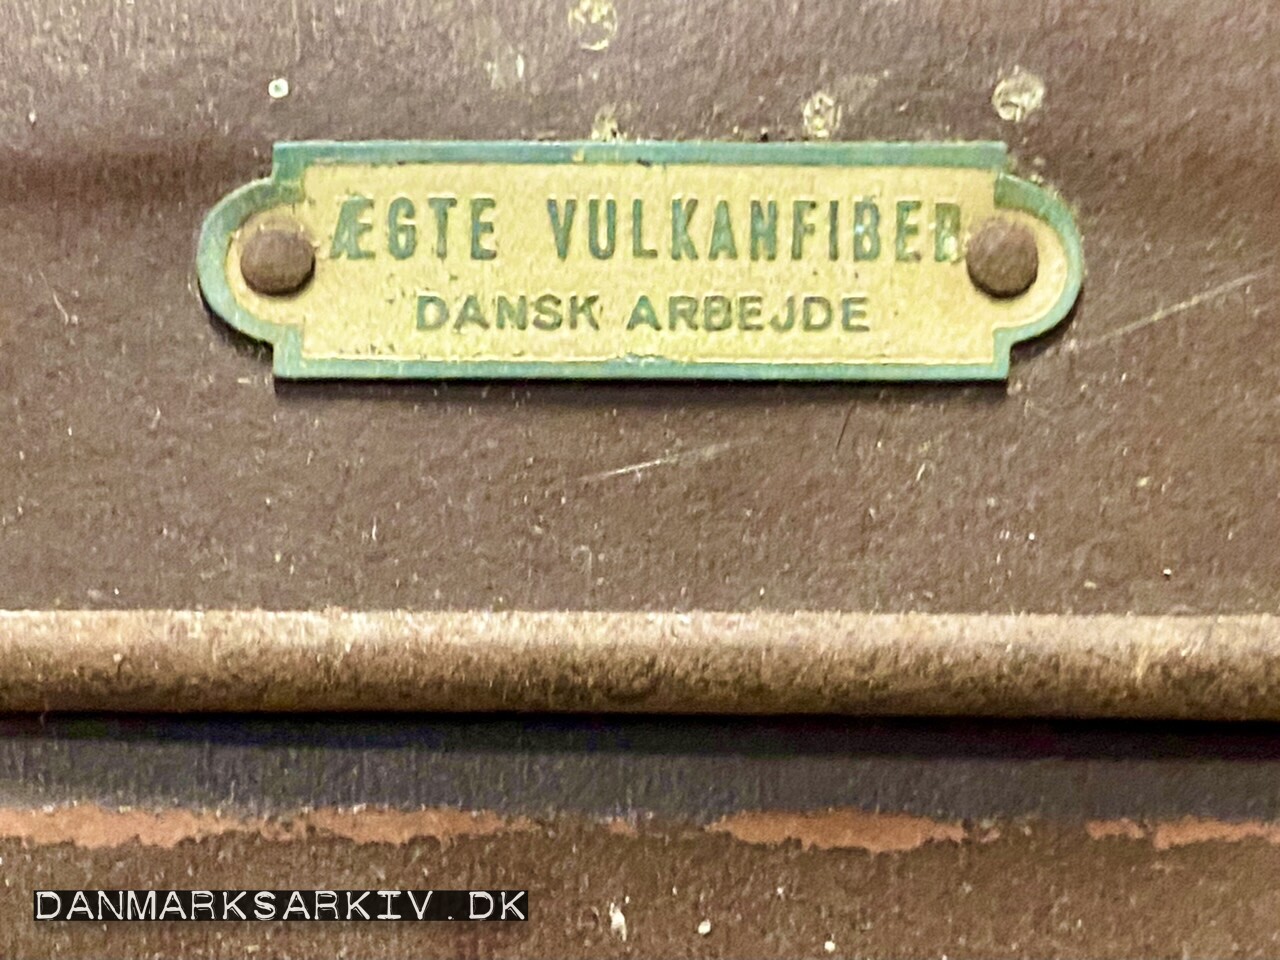 ÆGTE VULKANFIBER
DANSK ARBEJDE
DANMARKSARKIV.DK